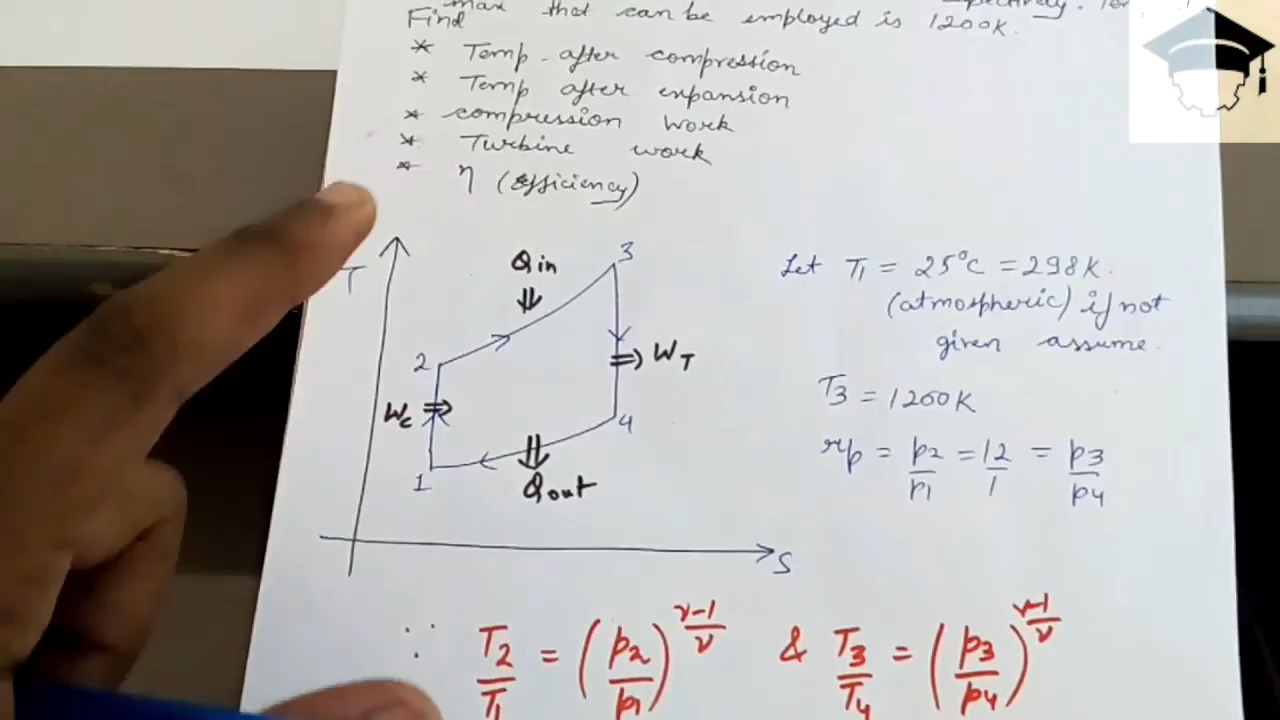 max that can be employed is 1200K.
Find
* Temp. after compression
* Temp after expansion
* compression work
* Turbine work
* η (Efficiency)
T
Qin
3
2
WT
Wc
4
1
Qout
S
Let T1 = 25°C = 298K.
(atmospheric) if not
given assume.
T3 = 1200K
rp = p2/p1 = 12/1 = p3/p4
∵ T2/T1 = (p2/p1)^(γ-1/γ) & T3/T4 = (p3/p4)^(γ-1/γ)